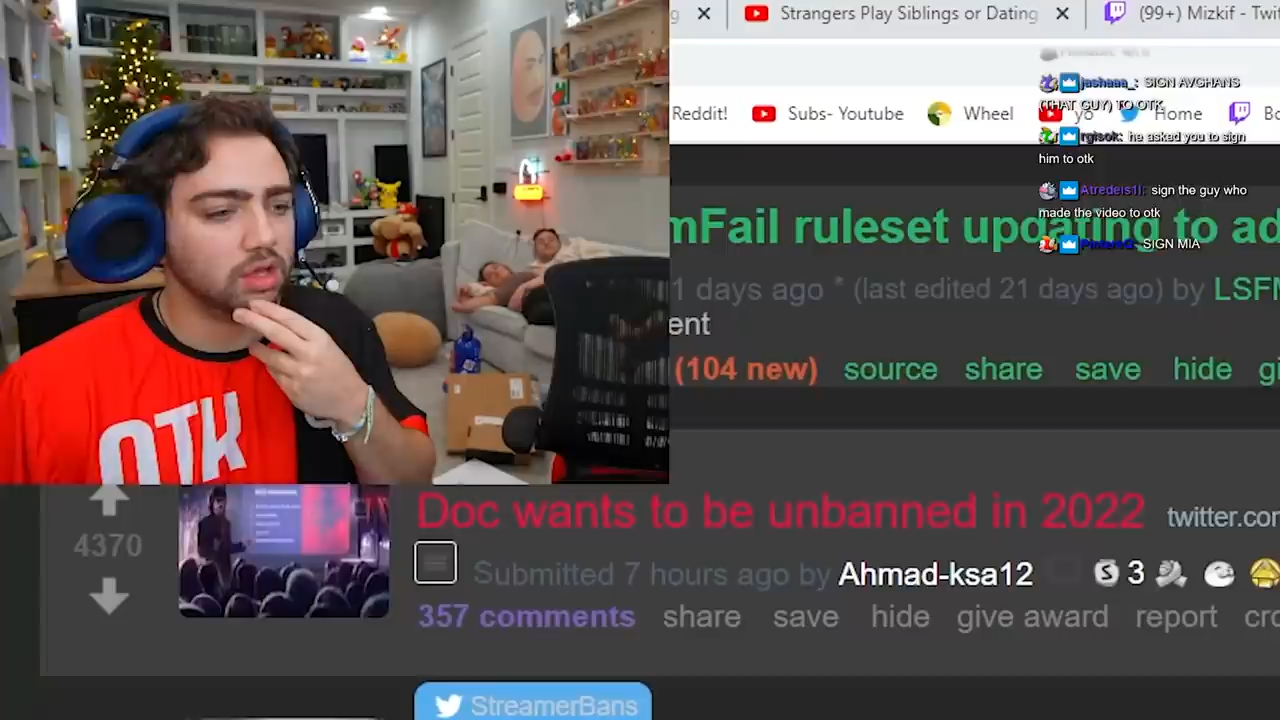 Strangers Play Siblings or Dating
(99+) Mizkif - Twi
Reddit!
Subs- Youtube
Wheel
yo
Home
jashaaa_: SIGN AVGHANS
(THAT GUY) TO OTK
rgisok: he asked you to sign
him to otk
sign the guy who
made the video to otk
SIGN MIA
mFail ruleset updating to ad
1 days ago * (last edited 21 days ago) by LSFM
ent
(104 new) source share save hide gi
OTK
4370
Doc wants to be unbanned in 2022 twitter.com
Submitted 7 hours ago by Ahmad-ksa12
S 3
357 comments share save hide give award report cro
StreamerBans